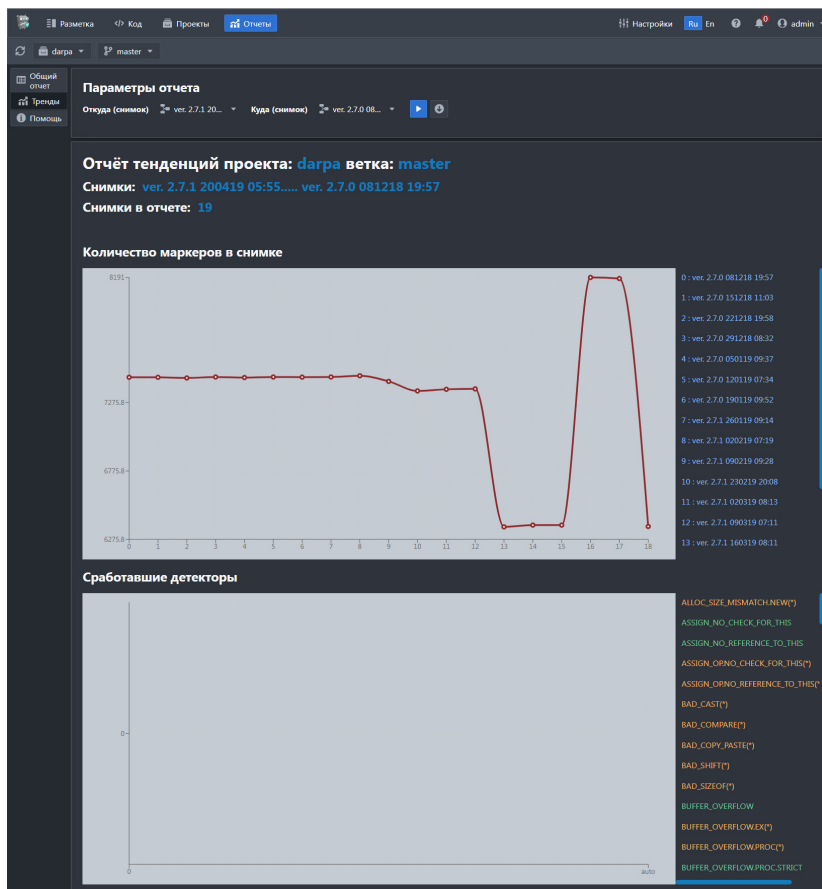 Разметка </> Код Проекты Отчеты Настройки Ru En 0 admin
darpa master
Общий отчет
Тренды
Помощь
Параметры отчета
Откуда (снимок) ver. 2.7.1 20... Куда (снимок) ver. 2.7.0 08...
Отчёт тенденций проекта: darpa ветка: master
Снимки: ver. 2.7.1 200419 05:55..... ver. 2.7.0 081218 19:57
Снимки в отчете: 19
Количество маркеров в снимке
8191
7275.8
6775.8
6275.8
0 1 2 3 4 5 6 7 8 9 10 11 12 13 14 15 16 17 18
0 : ver. 2.7.0 081218 19:57
1 : ver. 2.7.0 151218 11:03
2 : ver. 2.7.0 221218 19:58
3 : ver. 2.7.0 291218 08:32
4 : ver. 2.7.0 050119 09:37
5 : ver. 2.7.0 120119 07:34
6 : ver. 2.7.0 190119 09:52
7 : ver. 2.7.1 260119 09:14
8 : ver. 2.7.1 020219 07:19
9 : ver. 2.7.1 090219 09:28
10 : ver. 2.7.1 230219 20:08
11 : ver. 2.7.1 020319 08:13
12 : ver. 2.7.1 090319 07:11
13 : ver. 2.7.1 160319 08:11
Сработавшие детекторы
0
0 auto
ALLOC_SIZE_MISMATCH.NEW(*)
ASSIGN_NO_CHECK_FOR_THIS
ASSIGN_NO_REFERENCE_TO_THIS
ASSIGN_OP.NO_CHECK_FOR_THIS(*)
ASSIGN_OP.NO_REFERENCE_TO_THIS(*
BAD_CAST(*)
BAD_COMPARE(*)
BAD_COPY_PASTE(*)
BAD_SHIFT(*)
BAD_SIZEOF(*)
BUFFER_OVERFLOW
BUFFER_OVERFLOW.EX(*)
BUFFER_OVERFLOW.PROC(*)
BUFFER_OVERFLOW.PROC.STRICT